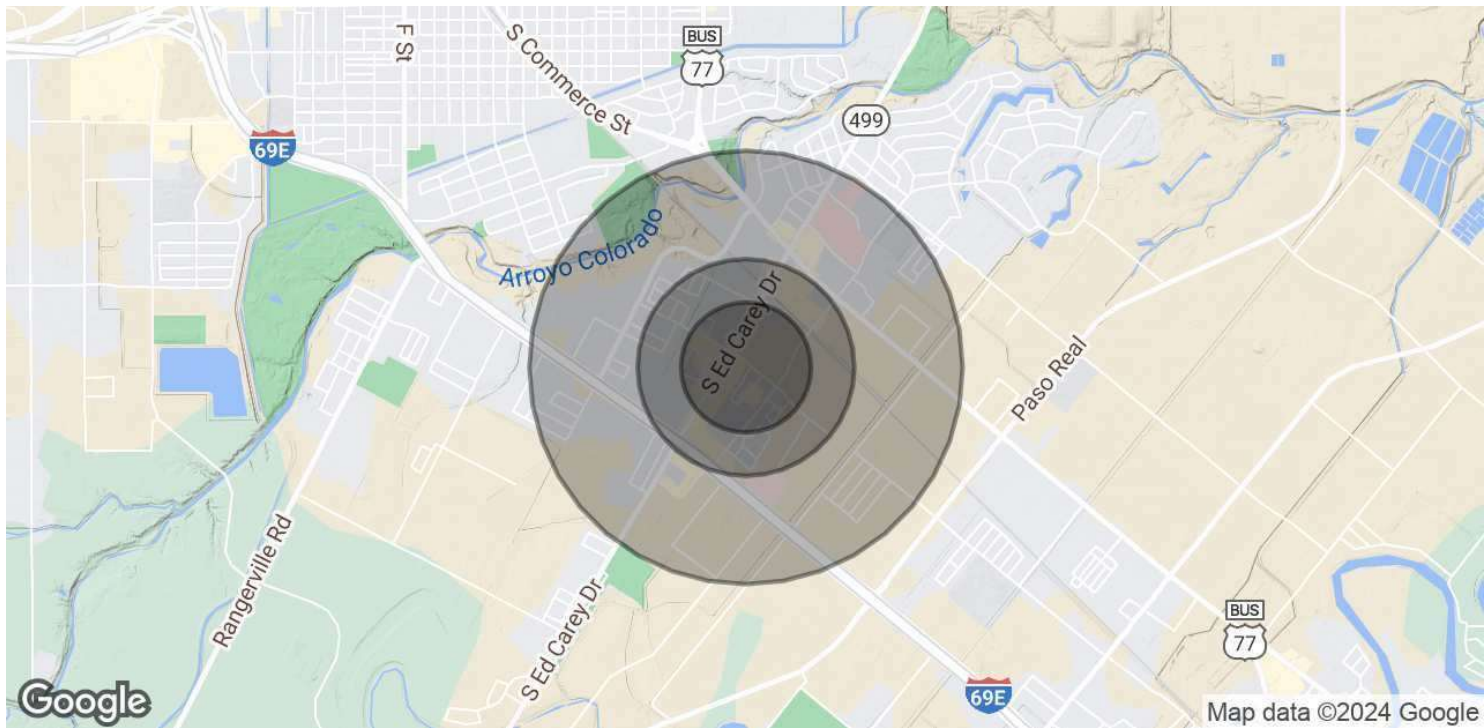 F St
S Commerce St
BUS
77
499
69E
Arroyo Colorado
S Ed Carey Dr
Paso Real
Rangerville Rd
S Ed Carey Dr
BUS
77
69E
Google
Map data ©2024 Google